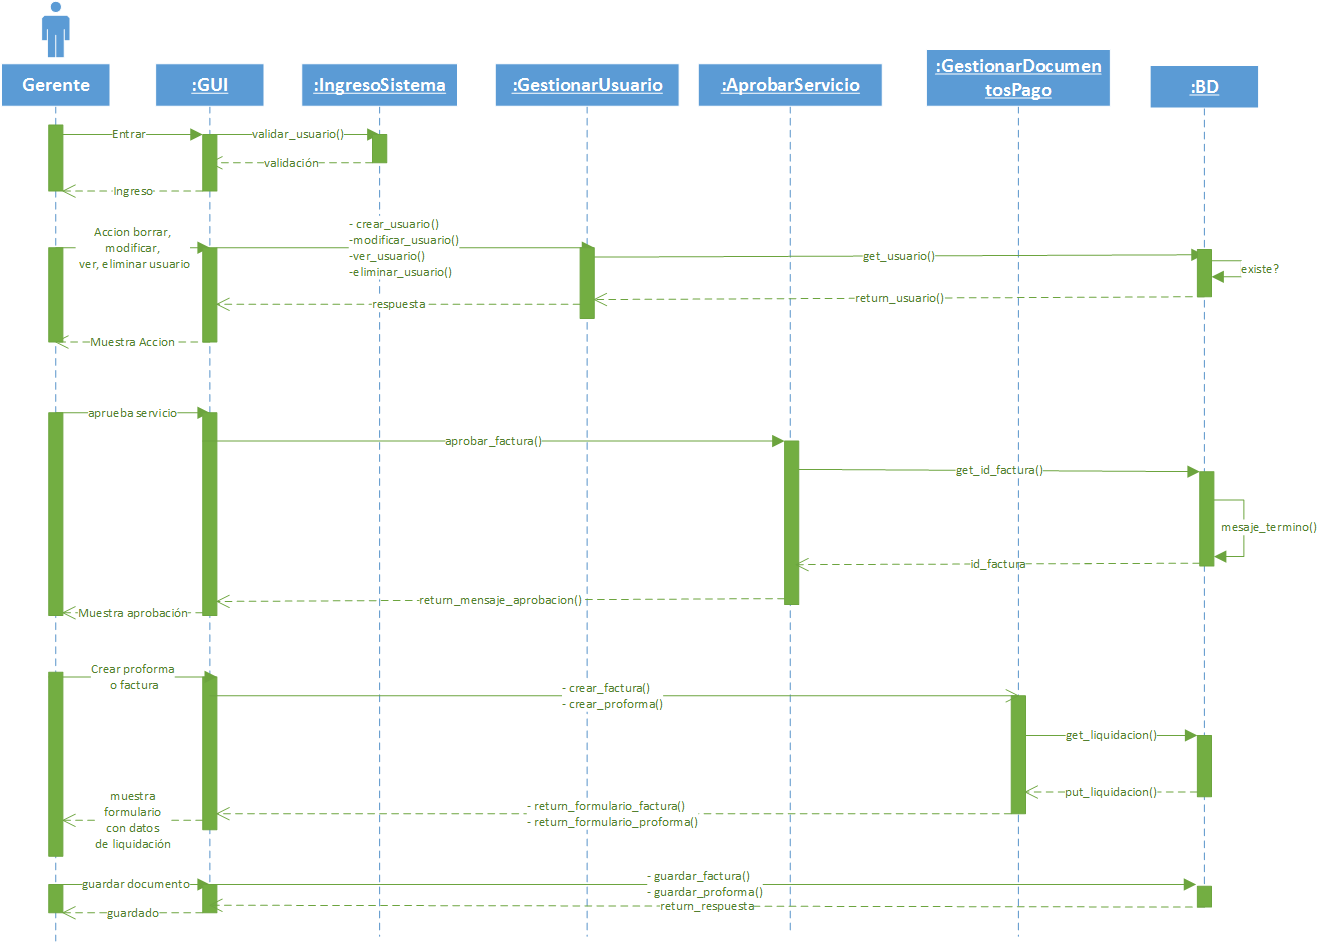 Gerente
:GUI
:IngresoSistema
:GestionarUsuario
:AprobarServicio
:GestionarDocumen
tosPago
:BD
Entrar
validar_usuario()
validación
Ingreso
Accion borrar,
modificar,
ver, eliminar usuario
- crear_usuario()
-modificar_usuario()
-ver_usuario()
-eliminar_usuario()
get_usuario()
existe?
return_usuario()
respuesta
Muestra Accion
aprueba servicio
aprobar_factura()
get_id_factura()
mesaje_termino()
id_factura
return_mensaje_aprobacion()
Muestra aprobación
Crear proforma
o factura
- crear_factura()
- crear_proforma()
get_liquidacion()
put_liquidacion()
- return_formulario_factura()
- return_formulario_proforma()
muestra
formulario
con datos
de liquidación
guardar documento
- guardar_factura()
- guardar_proforma()
return_respuesta
guardado